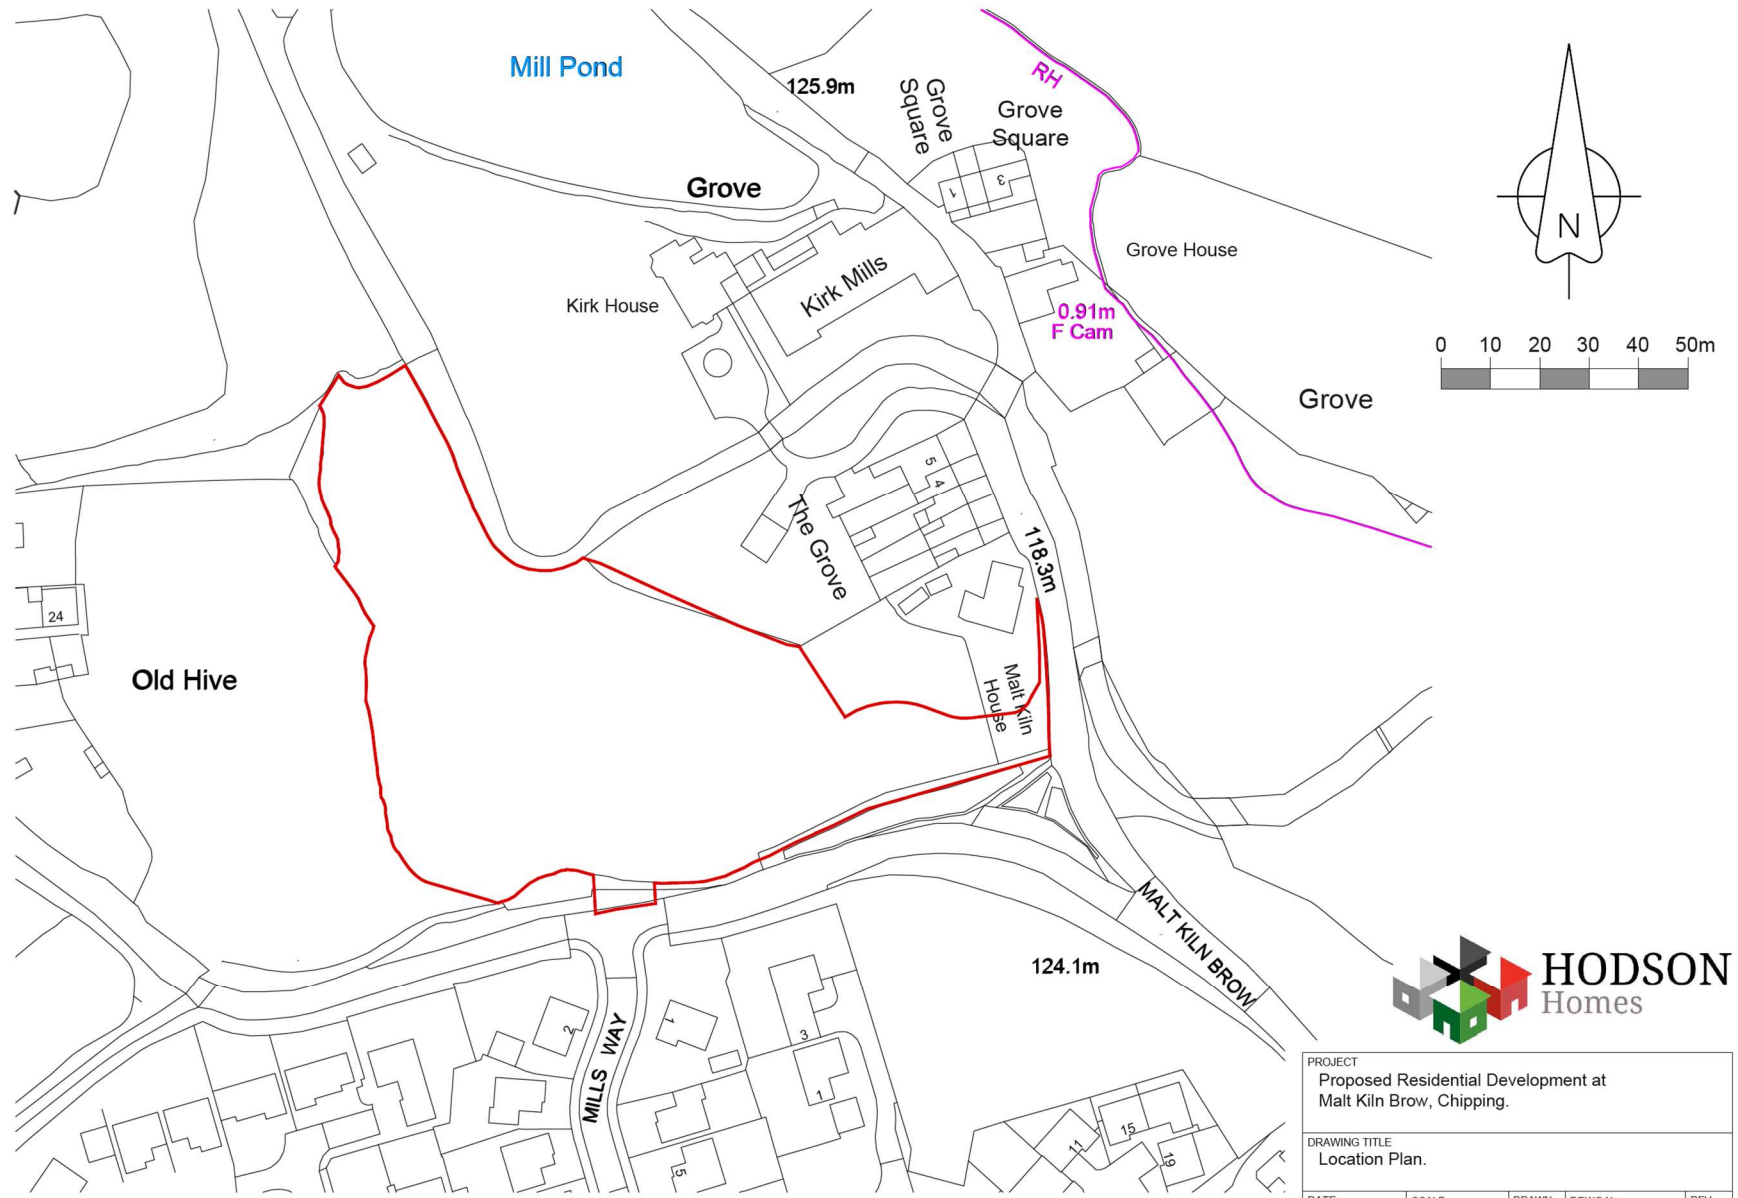 Mill Pond
125.9m
Grove
Square
Grove
Square
RH
Grove
1
3
Grove House
Kirk Mills
Kirk House
0.91m
F Cam
N
0 10 20 30 40 50m
Grove
5
4
The Grove
118.3m
24
Old Hive
Malt Kiln
House
MALT KILN BROW
124.1m
2
1
3
1
MILLS WAY
5
11
15
19
HODSON
Homes
PROJECT
Proposed Residential Development at
Malt Kiln Brow, Chipping.
DRAWING TITLE
Location Plan.